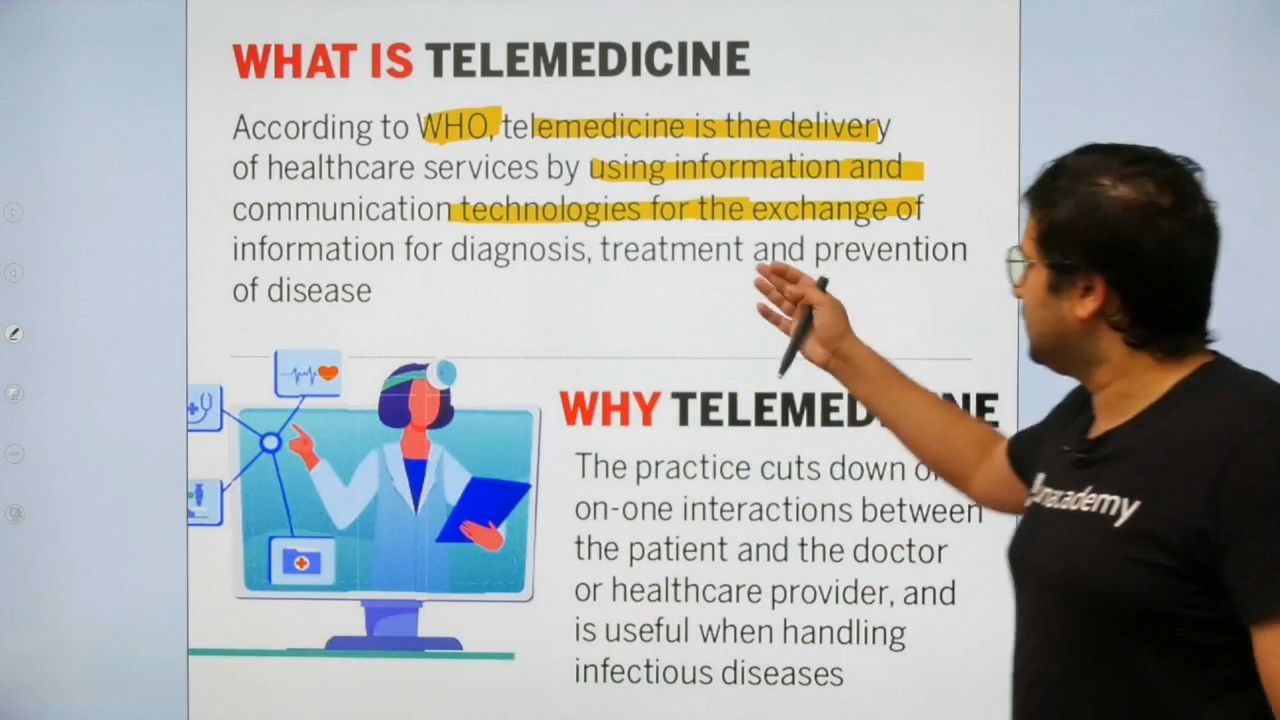 WHAT IS TELEMEDICINE
According to WHO, telemedicine is the delivery
of healthcare services by using information and
communication technologies for the exchange of
information for diagnosis, treatment and prevention
of disease
WHY
The practice cuts down
on-one interactions between
the patient and the doctor
or healthcare provider, and
is useful when handling
infectious diseases
unacademy